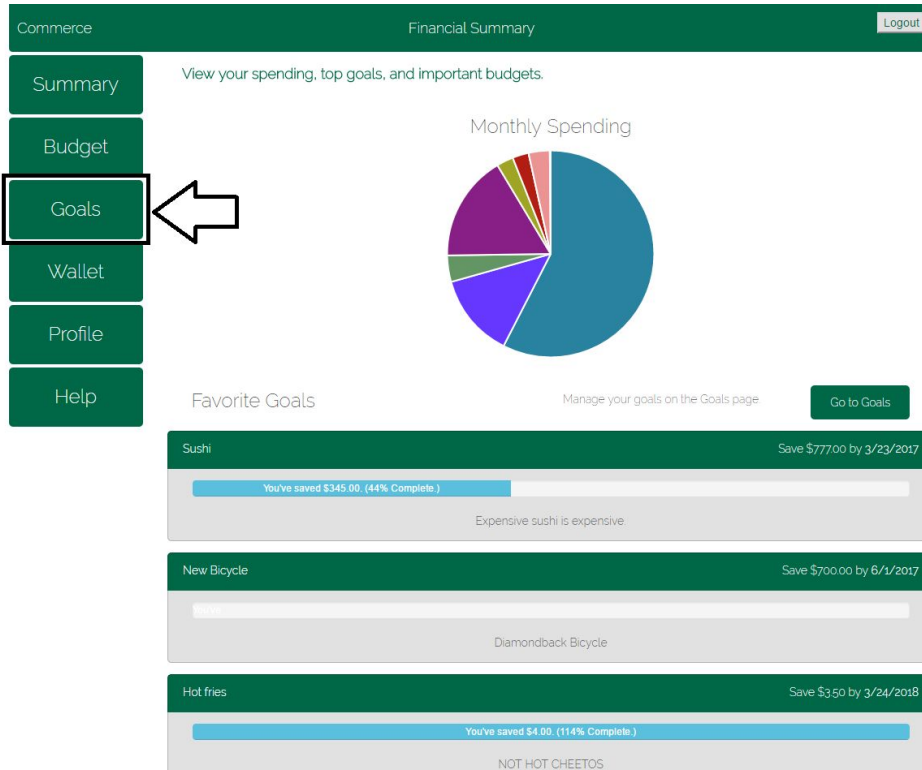 Commerce
Financial Summary
Logout
Summary
Budget
Goals
Wallet
Profile
Help
View your spending, top goals, and important budgets.
Monthly Spending
Favorite Goals
Manage your goals on the Goals page
Go to Goals
Sushi
Save $777.00 by 3/23/2017
You've saved $345.00. (44% Complete.)
Expensive sushi is expensive.
New Bicycle
Save $700.00 by 6/1/2017
Diamondback Bicycle
Hot fries
Save $3.50 by 3/24/2018
You've saved $4.00. (114% Complete.)
NOT HOT CHEETOS